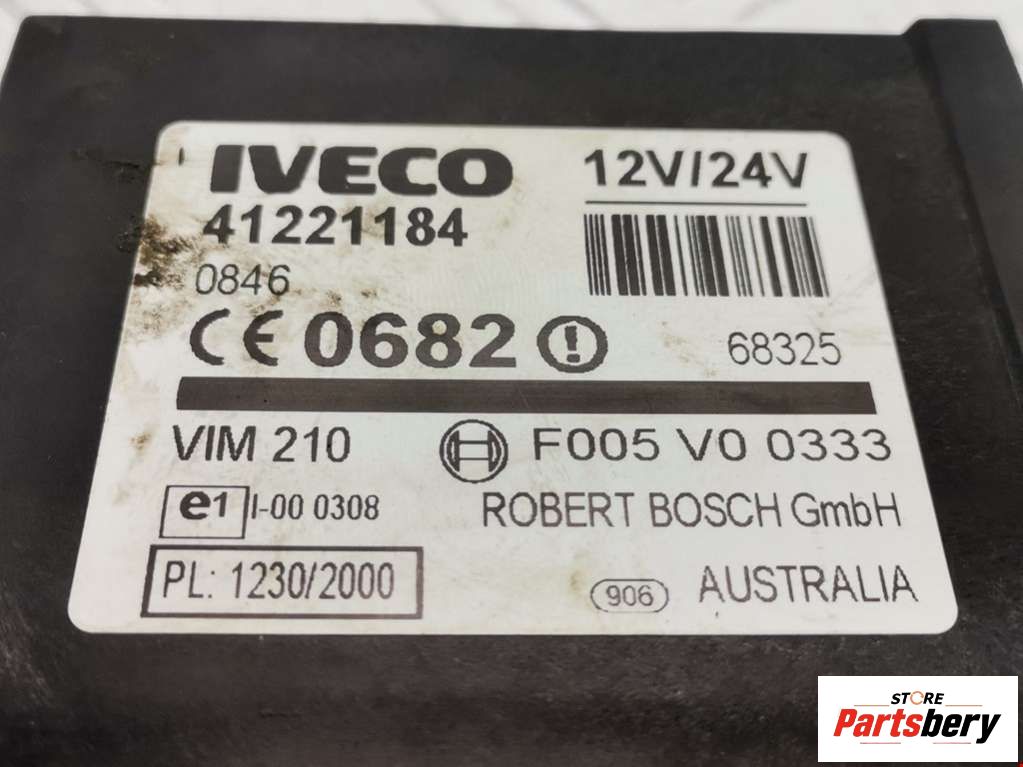 IVECO
12V/24V
41221184
0846
CE 0682
68325
VIM 210
F005 V0 0333
e1 I-00 0308
ROBERT BOSCH GmbH
PL: 1230/2000
906
AUSTRALIA
STORE
Partsbery